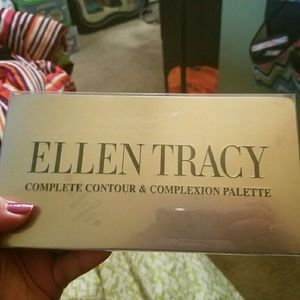 ELLEN TRACY
COMPLETE CONTOUR & COMPLEXION PALETTE